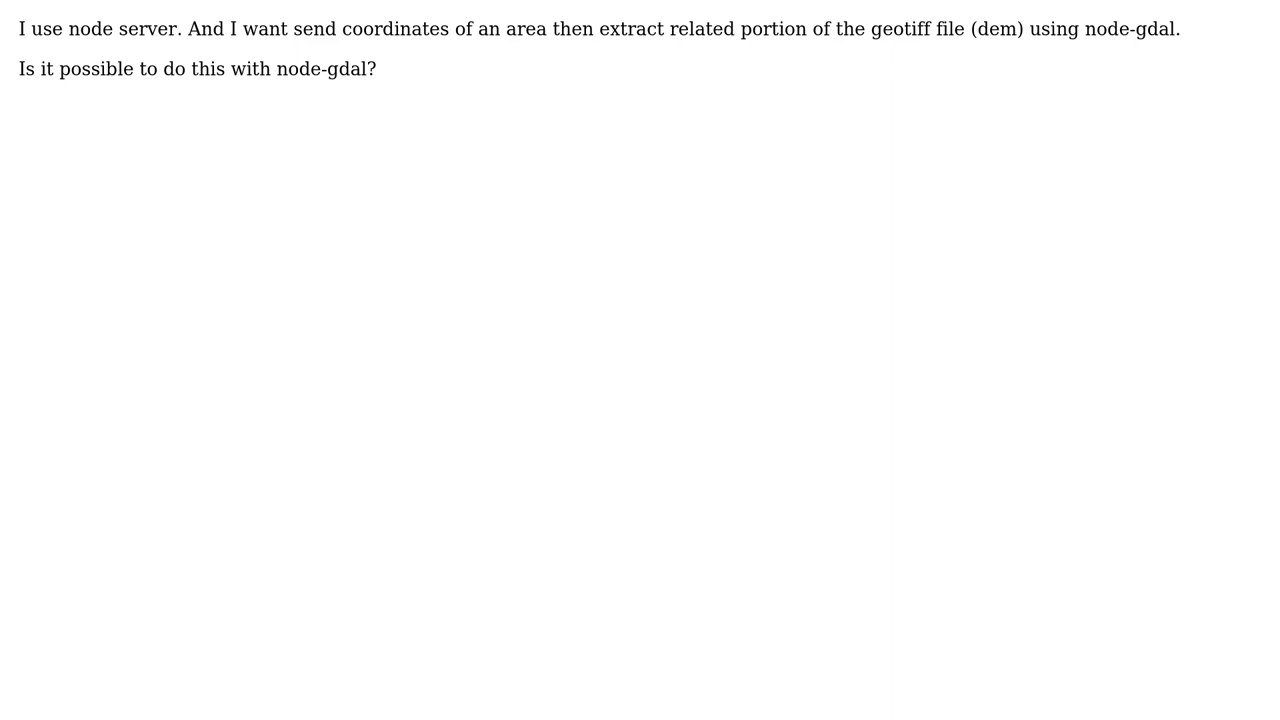 I use node server. And I want send coordinates of an area then extract related portion of the geotiff file (dem) using node-gdal.
Is it possible to do this with node-gdal?